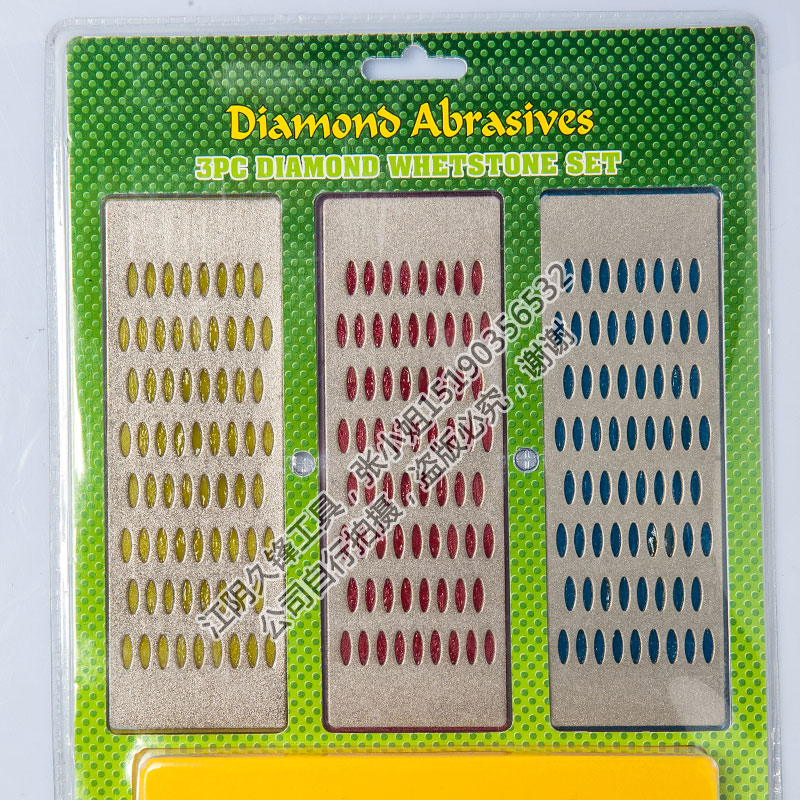 Diamond Abrasives
3PC DIAMOND WHETSTONE SET
江阴久锋工具，张小姐15190356532
公司自行拍摄，盗版必究，谢谢